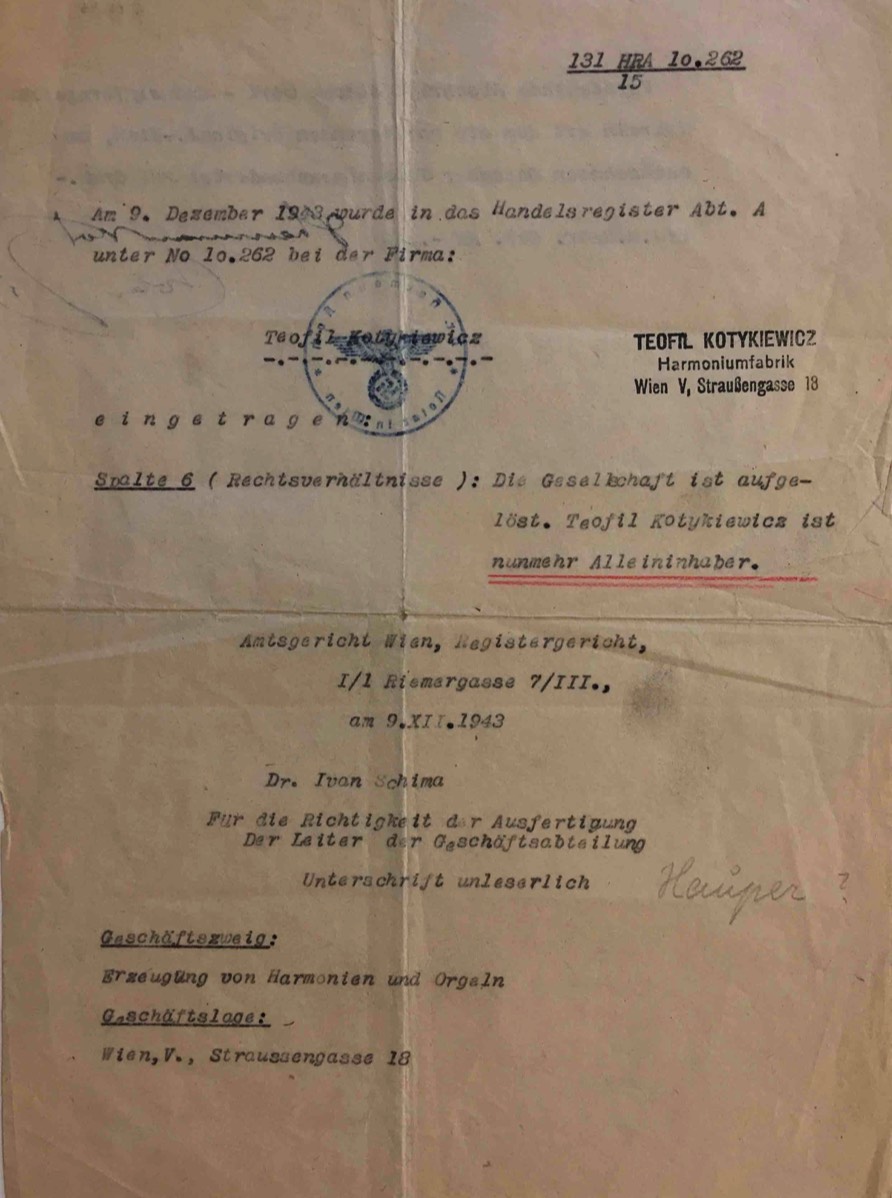 131 HRA 1o.262
15
Am 9. Dezember 1943 wurde in das Handelsregister Abt. A
unter No 1o.262 bei der Firma:
Teofil Kotykiewicz
TEOFIL KOTYKIEWICZ
Harmoniumfabrik
Wien V, Straußengasse 18
e i n g e t r a g e n :
Spalte 6 ( Rechtsverhältnisse ): Die Gesellschaft ist aufge-
löst. Teofil Kotykiewicz ist
nunmehr Alleininhaber.
Amtsgericht Wien, Registergericht,
I/1 Riemergasse 7/III.,
am 9.XII.1943
Dr. Ivan Schima
Für die Richtigkeit der Ausfertigung
Der Leiter der Geschäftsabteilung
Unterschrift unleserlich
Hauper ?
Geschäftszweig:
Erzeugung von Harmonien und Orgeln
Geschäftslage:
Wien,V., Straussengasse 18